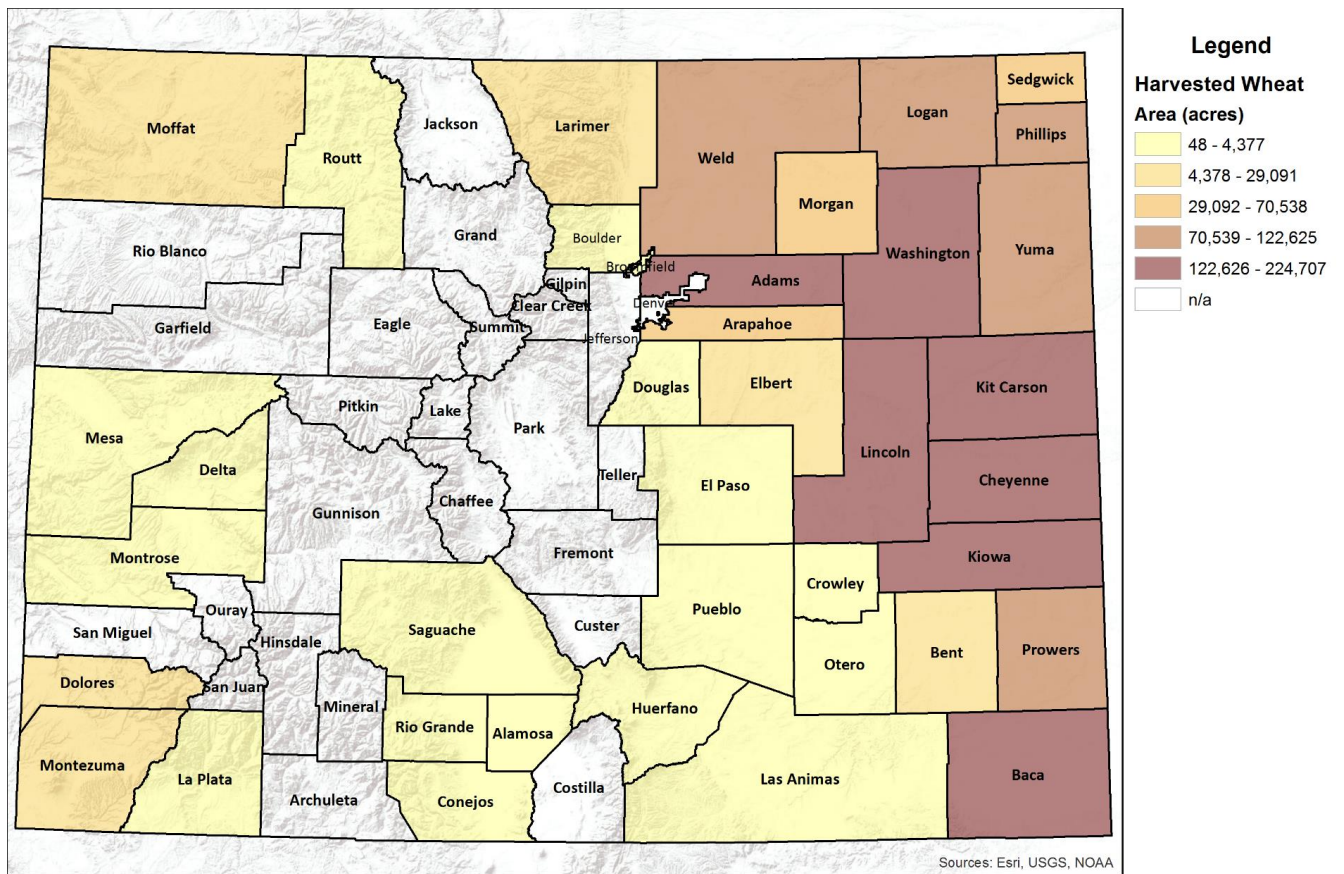 Legend
Harvested Wheat
Area (acres)
48 - 4,377
4,378 - 29,091
29,092 - 70,538
70,539 - 122,625
122,626 - 224,707
n/a
Moffat
Routt
Jackson
Larimer
Weld
Logan
Sedgwick
Phillips
Morgan
Washington
Yuma
Rio Blanco
Grand
Boulder
Broomfield
Gilpin
Adams
Clear Creek
Denver
Garfield
Eagle
Summit
Jefferson
Arapahoe
Douglas
Elbert
Kit Carson
Pitkin
Lake
Park
Mesa
Delta
Lincoln
Teller
El Paso
Cheyenne
Chaffee
Gunnison
Montrose
Fremont
Kiowa
Crowley
Ouray
Pueblo
San Miguel
Hinsdale
Saguache
Custer
Otero
Bent
Prowers
Dolores
San Juan
Mineral
Huerfano
Rio Grande
Alamosa
Montezuma
La Plata
Archuleta
Conejos
Costilla
Las Animas
Baca
Sources: Esri, USGS, NOAA